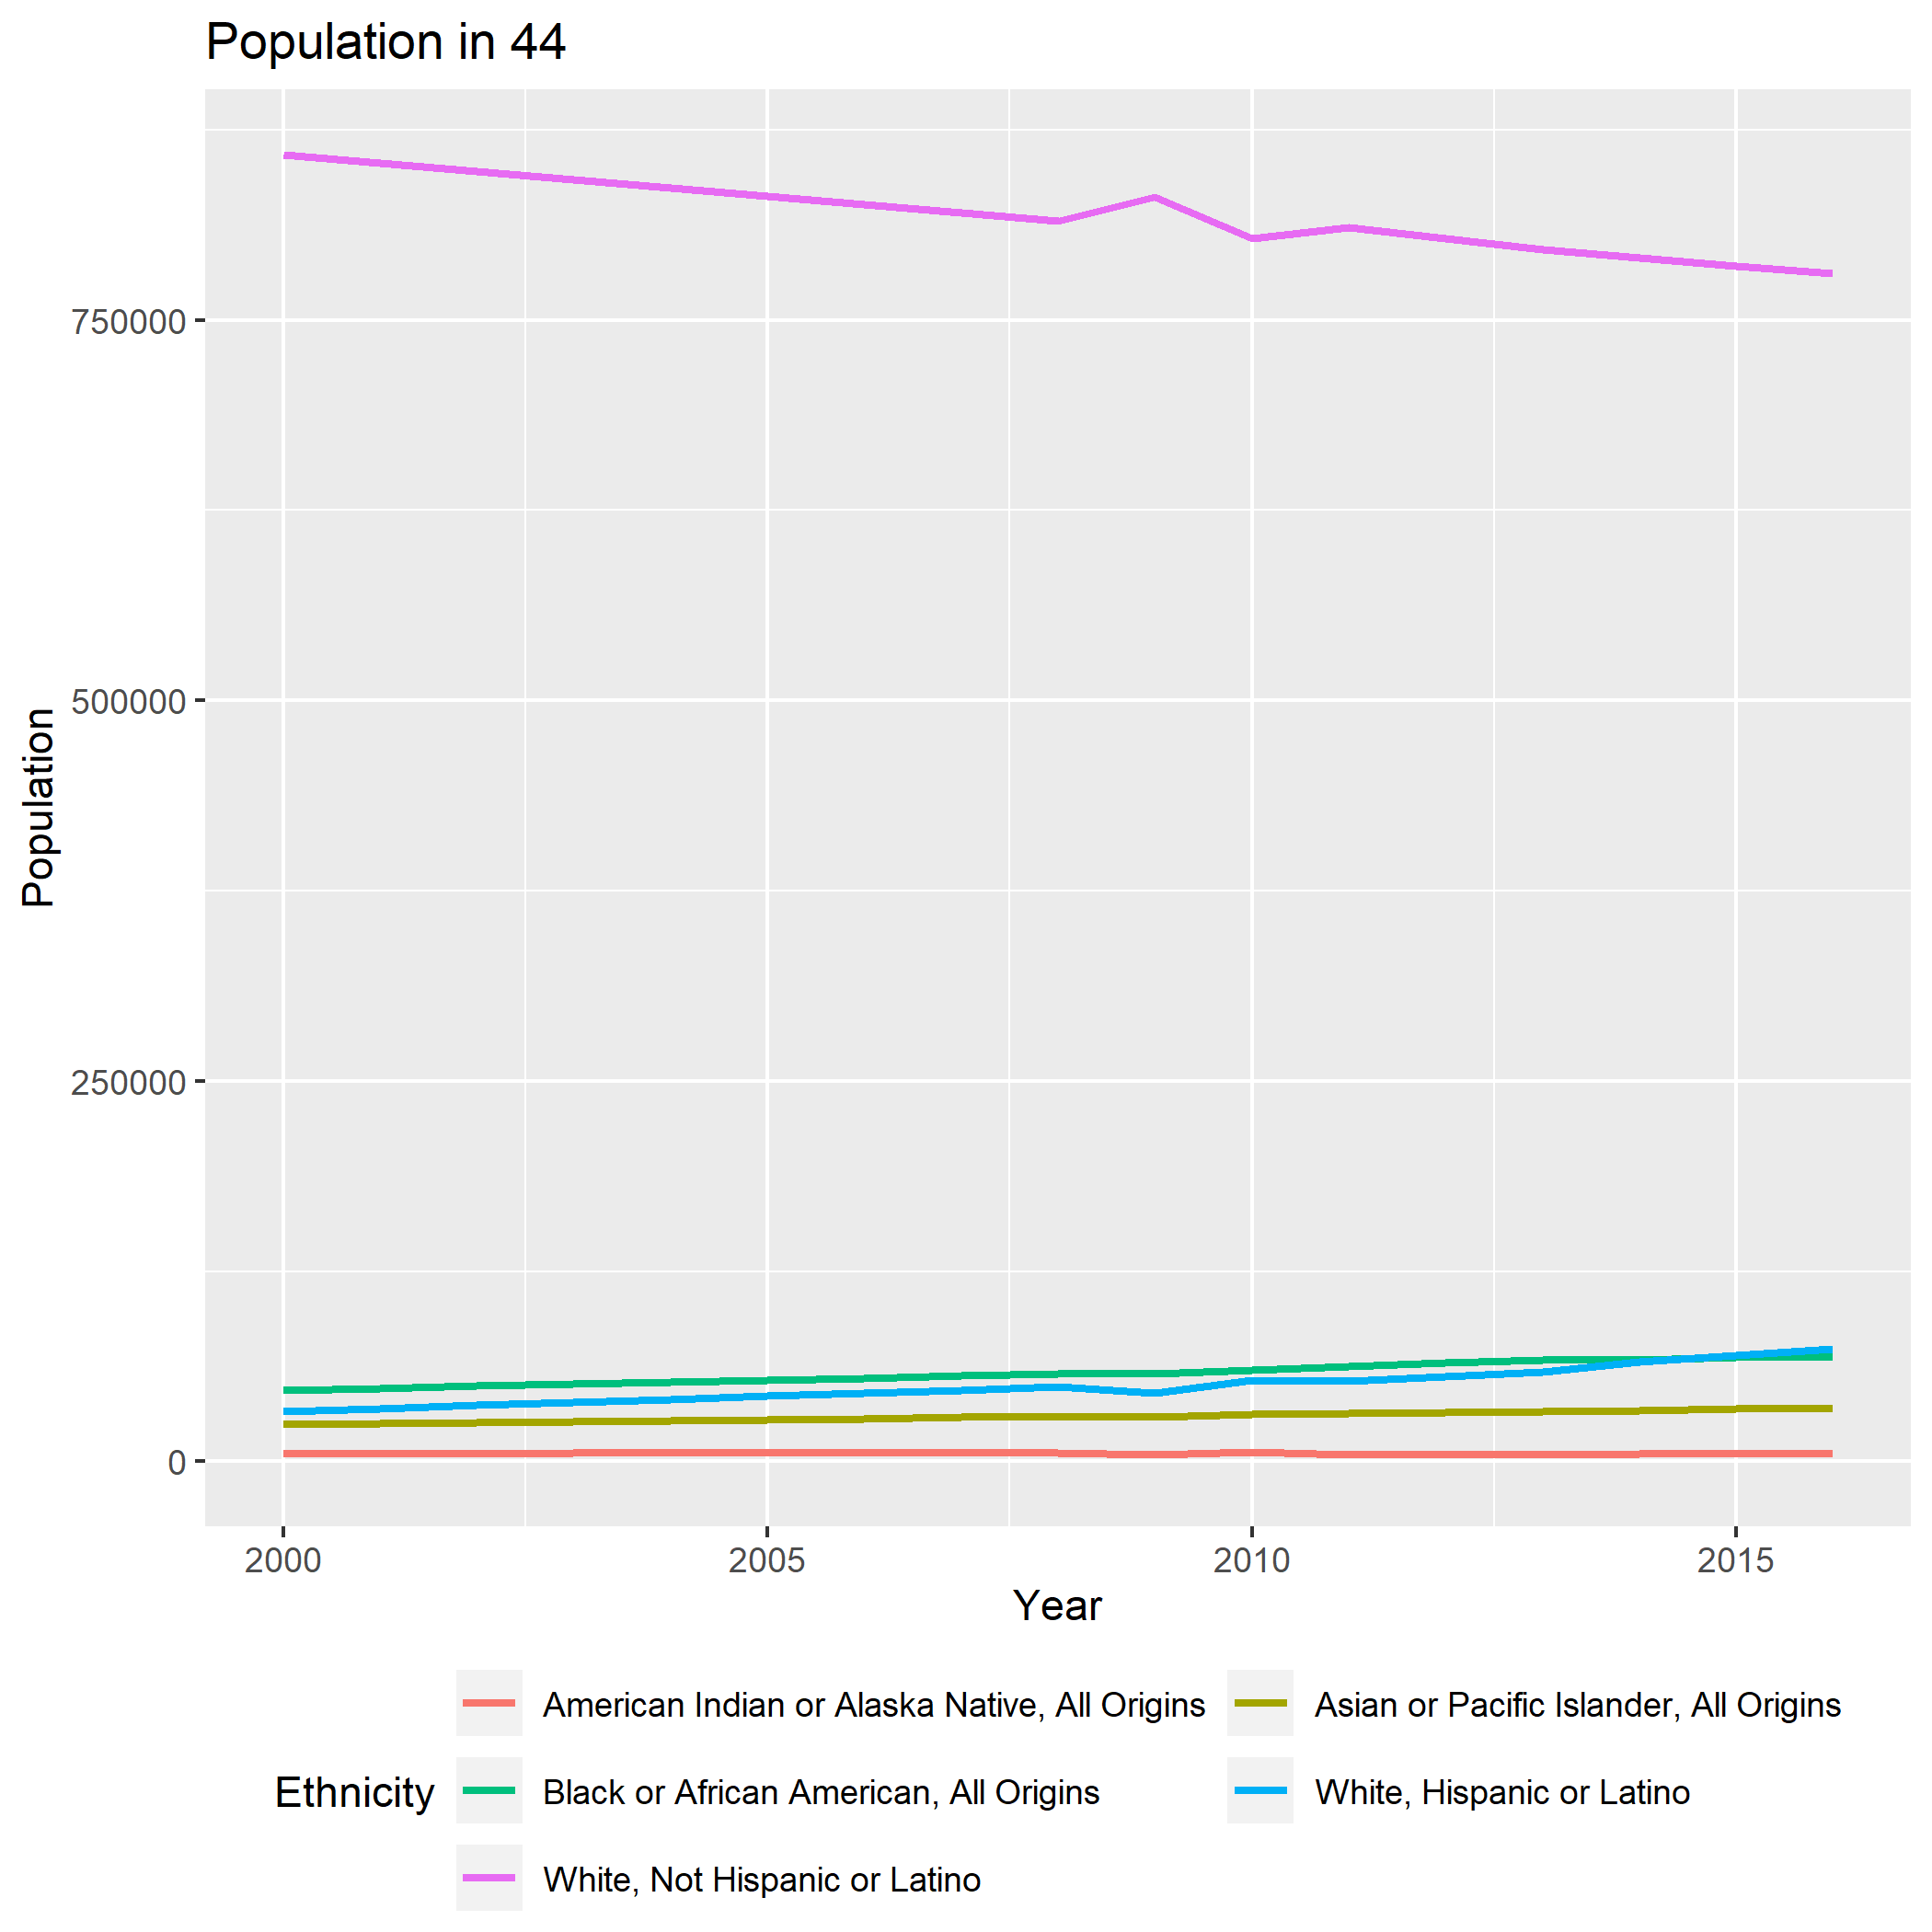 Population in 44
Population
750000
500000
250000
0
2000 2005 2010 2015
Year
Ethnicity
American Indian or Alaska Native, All Origins
Asian or Pacific Islander, All Origins
Black or African American, All Origins
White, Hispanic or Latino
White, Not Hispanic or Latino